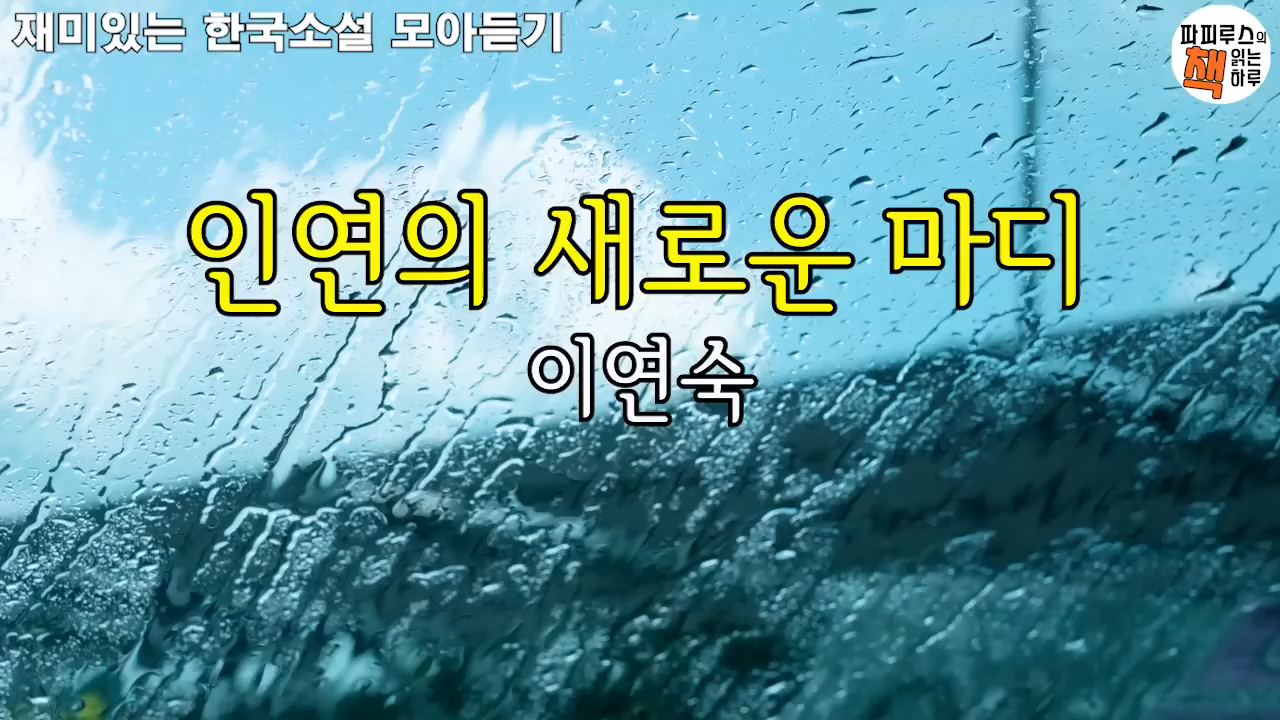 재미있는 한국소설 모아듣기
파피루스의
책 읽는
하루
인연의 새로운 마디
이연숙